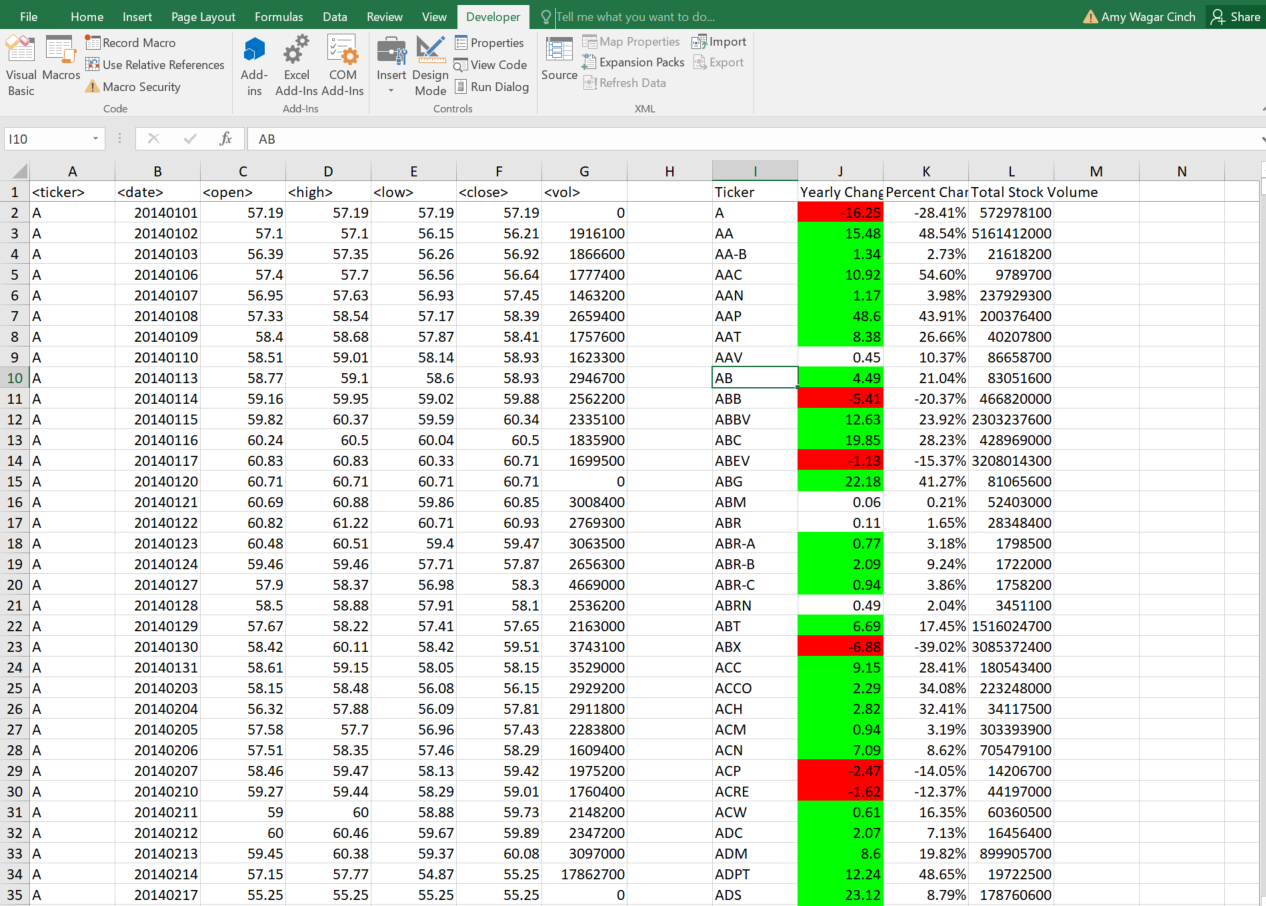 File Home Insert Page Layout Formulas Data Review View Developer Tell me what you want to do... Amy Wagar Cinch Share
Visual Basic Macros Record Macro Use Relative References Macro Security Code
Add-ins Excel Add-Ins COM Add-Ins Add-Ins
Insert Design Mode Properties View Code Run Dialog Controls
Source Map Properties Expansion Packs Refresh Data Import Export XML
I10 fx AB
A B C D E F G H I J K L M N
1 <ticker> <date> <open> <high> <low> <close> <vol> Ticker Yearly Chang Percent Char Total Stock Volume
2 A 20140101 57.19 57.19 57.19 57.19 0 A -16.25 -28.41% 572978100
3 A 20140102 57.1 57.1 56.15 56.21 1916100 AA 15.48 48.54% 5161412000
4 A 20140103 56.39 57.35 56.26 56.92 1866600 AA-B 1.34 2.73% 21618200
5 A 20140106 57.4 57.7 56.56 56.64 1777400 AAC 10.92 54.60% 9789700
6 A 20140107 56.95 57.63 56.93 57.45 1463200 AAN 1.17 3.98% 237929300
7 A 20140108 57.33 58.54 57.17 58.39 2659400 AAP 48.6 43.91% 200376400
8 A 20140109 58.4 58.68 57.87 58.41 1757600 AAT 8.38 26.66% 40207800
9 A 20140110 58.51 59.01 58.14 58.93 1623300 AAV 0.45 10.37% 86658700
10 A 20140113 58.77 59.1 58.6 58.93 2946700 AB 4.49 21.04% 83051600
11 A 20140114 59.16 59.95 59.02 59.88 2562200 ABB -5.41 -20.37% 466820000
12 A 20140115 59.82 60.37 59.59 60.34 2335100 ABBV 12.63 23.92% 2303237600
13 A 20140116 60.24 60.5 60.04 60.5 1835900 ABC 19.85 28.23% 428969000
14 A 20140117 60.83 60.83 60.33 60.71 1699500 ABEV -1.13 -15.37% 3208014300
15 A 20140120 60.71 60.71 60.71 60.71 0 ABG 22.18 41.27% 81065600
16 A 20140121 60.69 60.88 59.86 60.85 3008400 ABM 0.06 0.21% 52403000
17 A 20140122 60.82 61.22 60.71 60.93 2769300 ABR 0.11 1.65% 28348400
18 A 20140123 60.48 60.51 59.4 59.47 3063500 ABR-A 0.77 3.18% 1798500
19 A 20140124 59.46 59.46 57.71 57.87 2656300 ABR-B 2.09 9.24% 1722000
20 A 20140127 57.9 58.37 56.98 58.3 4669000 ABR-C 0.94 3.86% 1758200
21 A 20140128 58.5 58.88 57.91 58.1 2536200 ABRN 0.49 2.04% 3451100
22 A 20140129 57.67 58.22 57.41 57.65 2163000 ABT 6.69 17.45% 1516024700
23 A 20140130 58.42 60.11 58.42 59.51 3743100 ABX -6.88 -39.02% 3085372400
24 A 20140131 58.61 59.15 58.05 58.15 3529000 ACC 9.15 28.41% 180543400
25 A 20140203 58.15 58.48 56.08 56.15 2929200 ACCO 2.29 34.08% 223248000
26 A 20140204 56.32 57.88 56.09 57.81 2911800 ACH 2.82 32.41% 34117500
27 A 20140205 57.58 57.7 56.96 57.43 2283800 ACM 0.94 3.19% 303393900
28 A 20140206 57.51 58.35 57.46 58.29 1609400 ACN 7.09 8.62% 705479100
29 A 20140207 58.46 59.47 58.13 59.42 1975200 ACP -2.47 -14.05% 14206700
30 A 20140210 59.27 59.44 58.29 59.01 1760400 ACRE -1.62 -12.37% 44197000
31 A 20140211 59 60 58.88 59.73 2148200 ACW 0.61 16.35% 60360500
32 A 20140212 60 60.46 59.67 59.89 2347200 ADC 2.07 7.13% 16456400
33 A 20140213 59.45 60.38 59.37 60.08 3097000 ADM 8.6 19.82% 899905700
34 A 20140214 57.15 57.77 54.87 55.25 17862700 ADPT 12.24 48.65% 19722500
35 A 20140217 55.25 55.25 55.25 55.25 0 ADS 23.12 8.79% 178760600